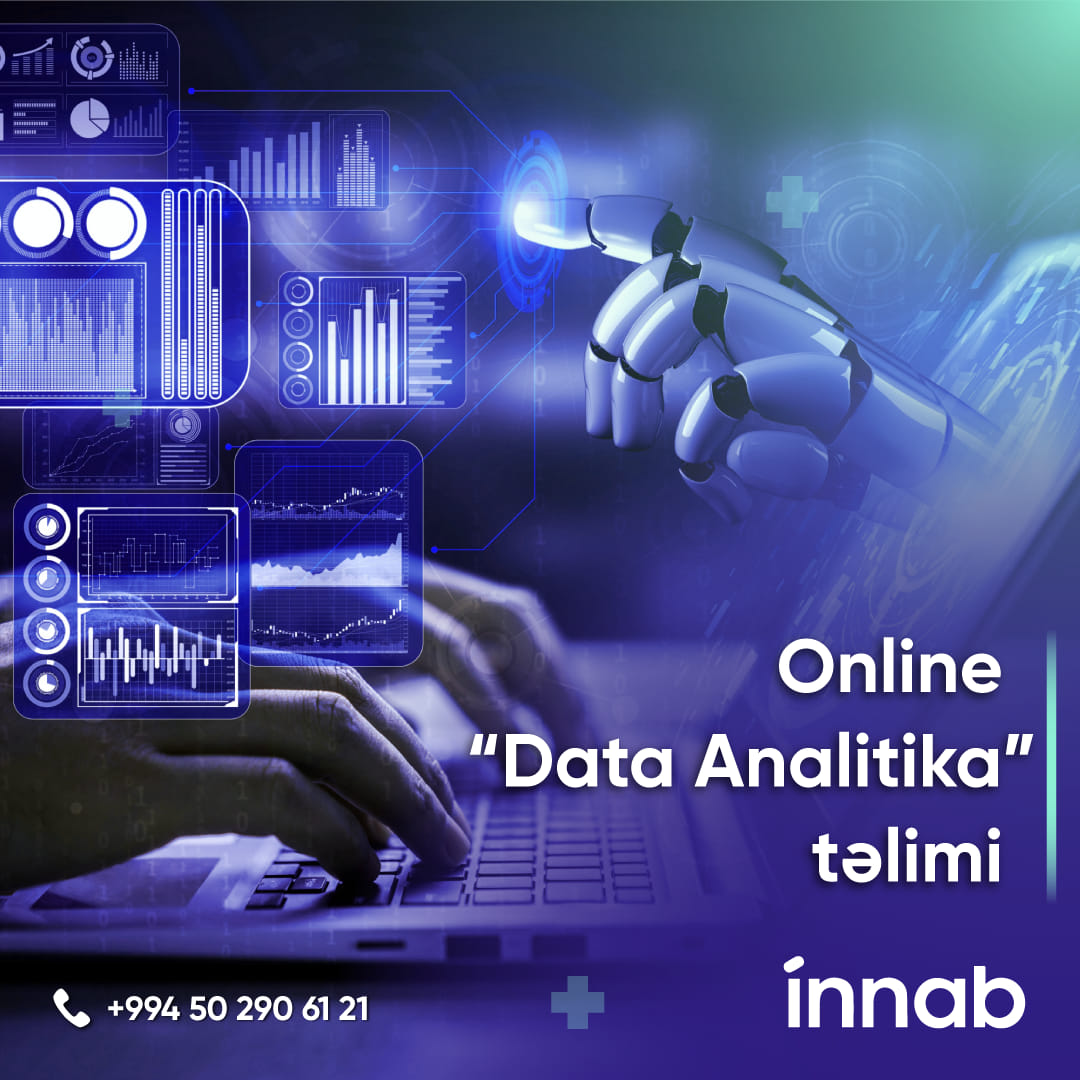 Online
“Data Analitika”
təlimi
innab
+994 50 290 61 21